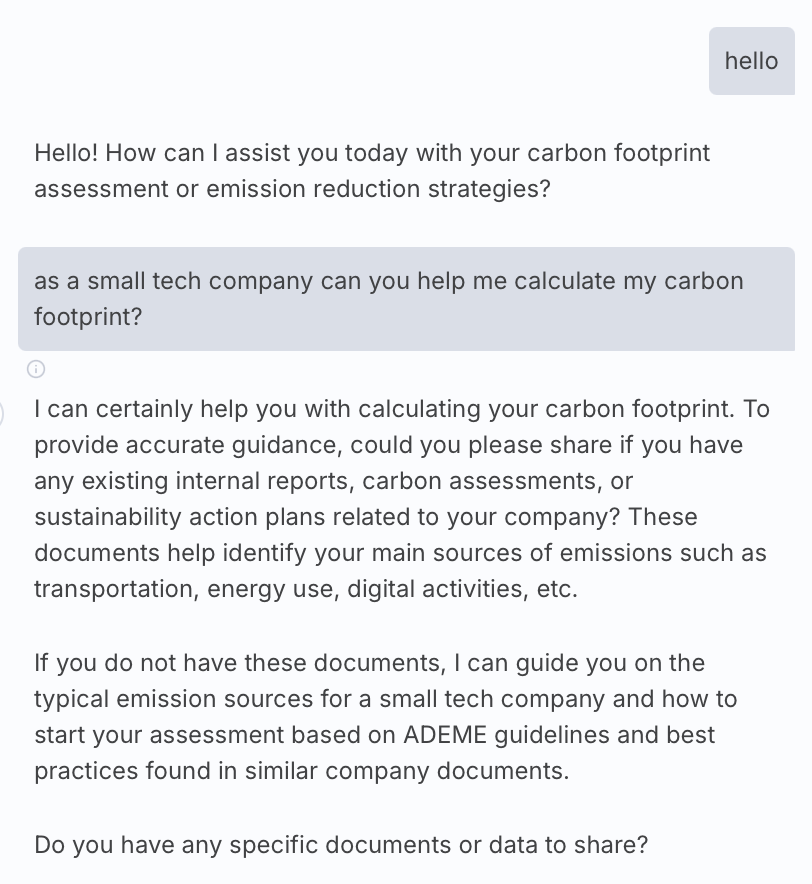 hello
Hello! How can I assist you today with your carbon footprint
assessment or emission reduction strategies?
as a small tech company can you help me calculate my carbon
footprint?
I can certainly help you with calculating your carbon footprint. To
provide accurate guidance, could you please share if you have
any existing internal reports, carbon assessments, or
sustainability action plans related to your company? These
documents help identify your main sources of emissions such as
transportation, energy use, digital activities, etc.
If you do not have these documents, I can guide you on the
typical emission sources for a small tech company and how to
start your assessment based on ADEME guidelines and best
practices found in similar company documents.
Do you have any specific documents or data to share?